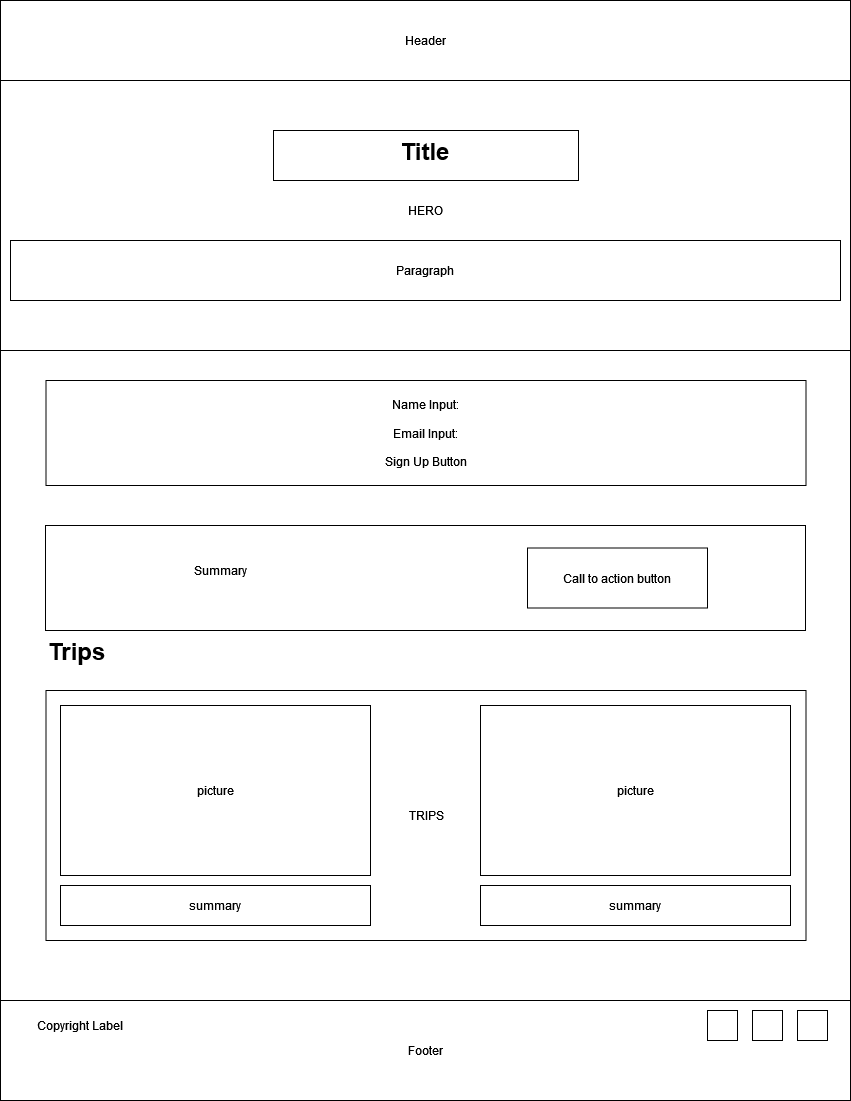 Header
Title
HERO
Paragraph
Name Input:
Email Input:
Sign Up Button
Summary
Call to action button
Trips
picture
TRIPS
picture
summary
summary
Copyright Label
Footer